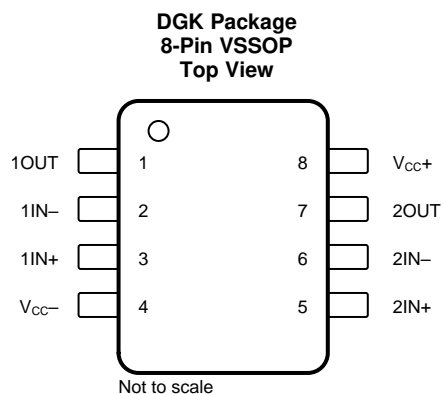 DGK Package
8-Pin VSSOP
Top View
1OUT 1 8 VCC+
1IN– 2 7 2OUT
1IN+ 3 6 2IN–
VCC– 4 5 2IN+
Not to scale